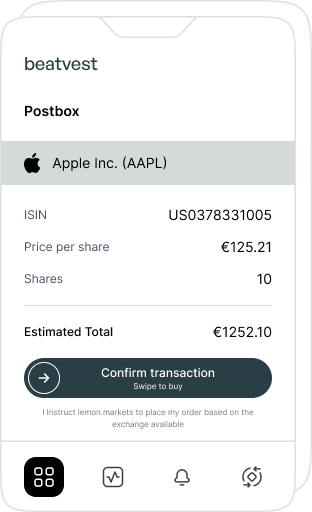 beatvest
Postbox
Apple Inc. (AAPL)
ISIN US0378331005
Price per share €125.21
Shares 10
Estimated Total €1252.10
Confirm transaction
Swipe to buy
I Instruct lemon.markets to place my order based on the
exchange available